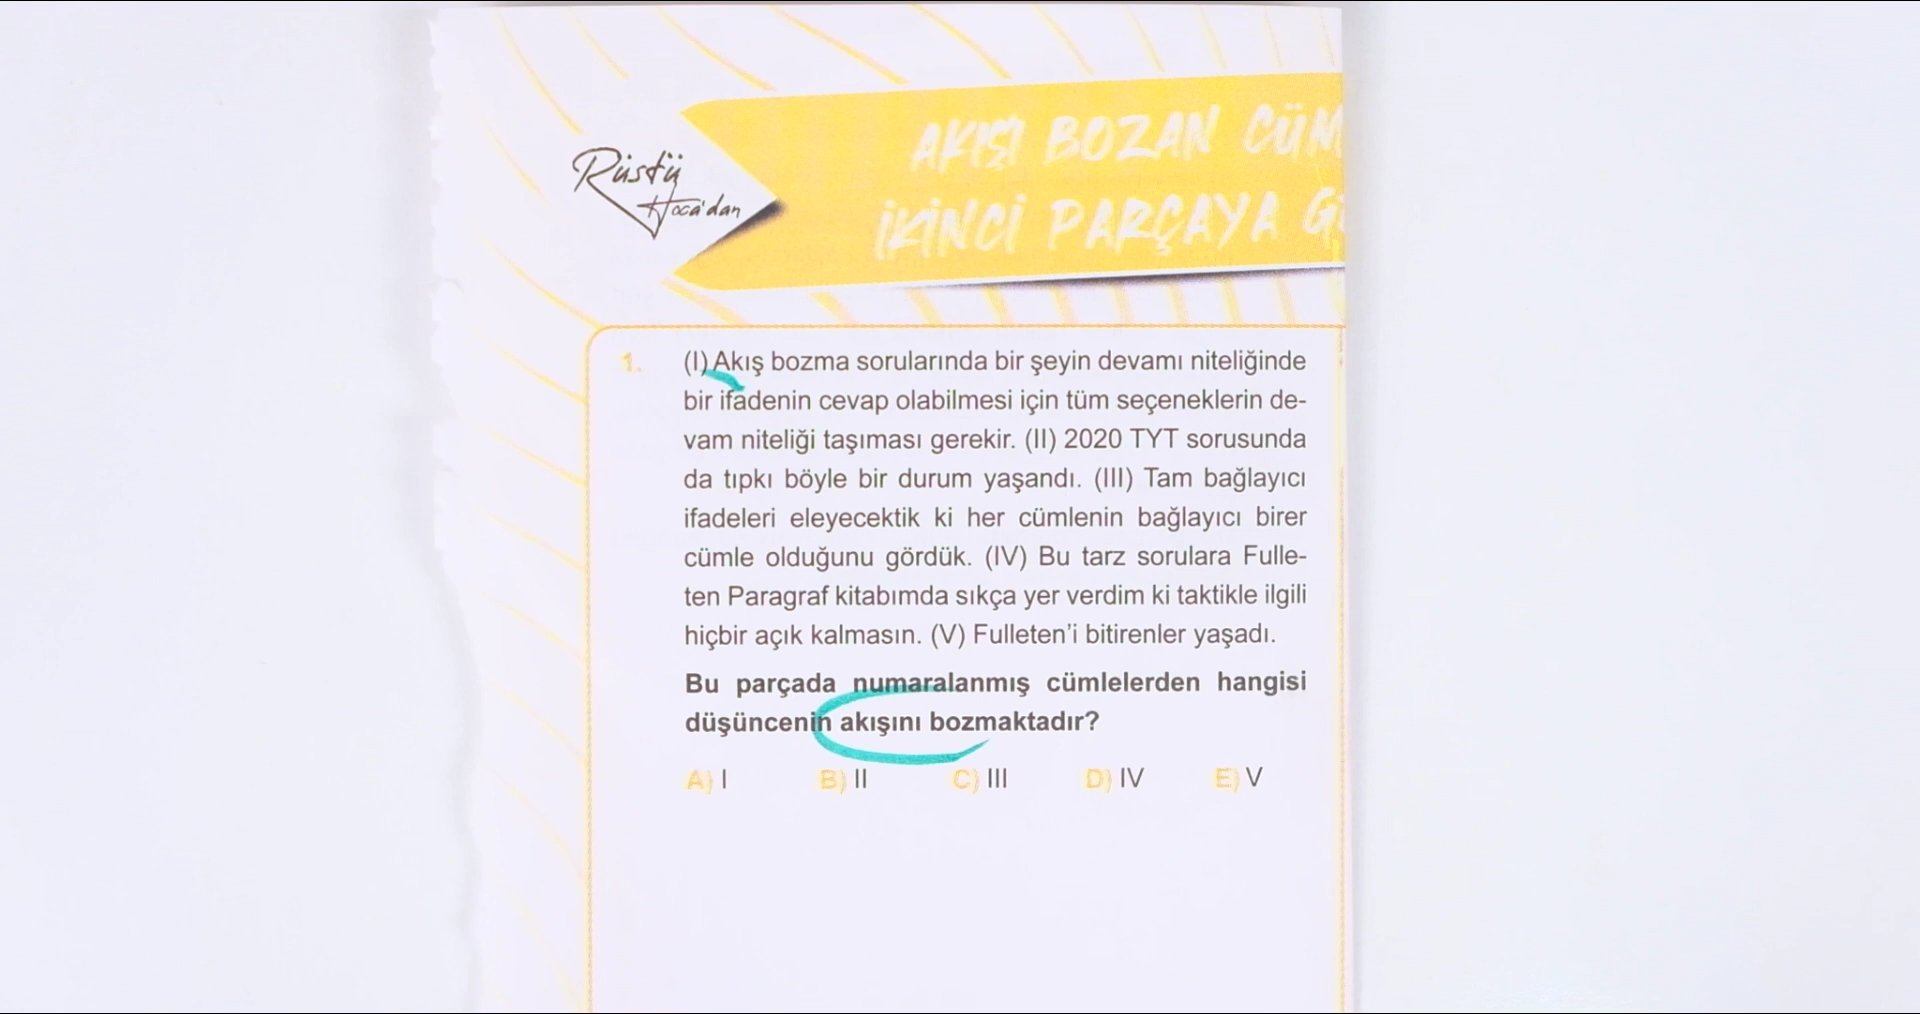 AKIŞI BOZAN CÜM
Rüştü
Hoca'dan
İKİNCİ PARÇAYA
1. (I) Akış bozma sorularında bir şeyin devamı niteliğinde
bir ifadenin cevap olabilmesi için tüm seçeneklerin de-
vam niteliği taşıması gerekir. (II) 2020 TYT sorusunda
da tıpkı böyle bir durum yaşandı. (III) Tam bağlayıcı
ifadeleri eleyecektik ki her cümlenin bağlayıcı birer
cümle olduğunu gördük. (IV) Bu tarz sorulara Fulle-
ten Paragraf kitabımda sıkça yer verdim ki taktikle ilgili
hiçbir açık kalmasın. (V) Fulleten’i bitirenler yaşadı.
Bu parçada numaralanmış cümlelerden hangisi
düşüncenin akışını bozmaktadır?
A) I B) II C) III D) IV E) V